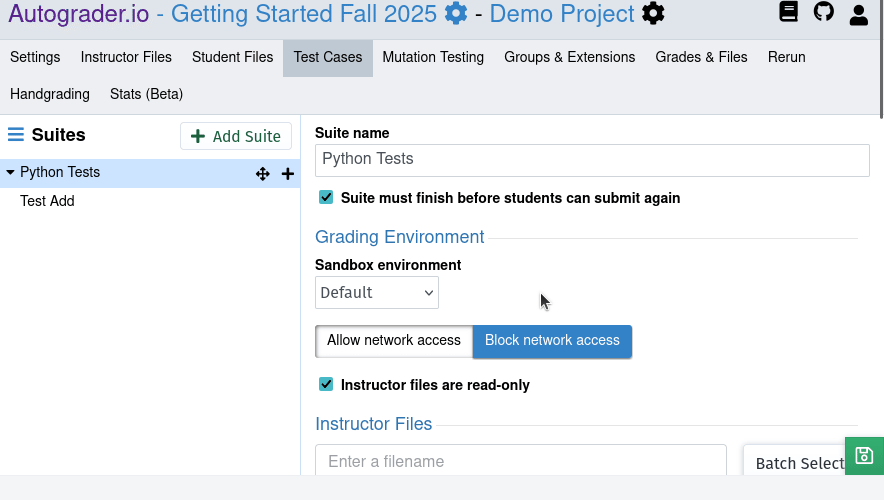 Autograder.io - Getting Started Fall 2025 - Demo Project
Settings Instructor Files Student Files Test Cases Mutation Testing Groups & Extensions Grades & Files Rerun
Handgrading Stats (Beta)
Suites Add Suite
Python Tests
Test Add
Suite name
Python Tests
Suite must finish before students can submit again
Grading Environment
Sandbox environment
Default
Allow network access Block network access
Instructor files are read-only
Instructor Files
Enter a filename Batch Select